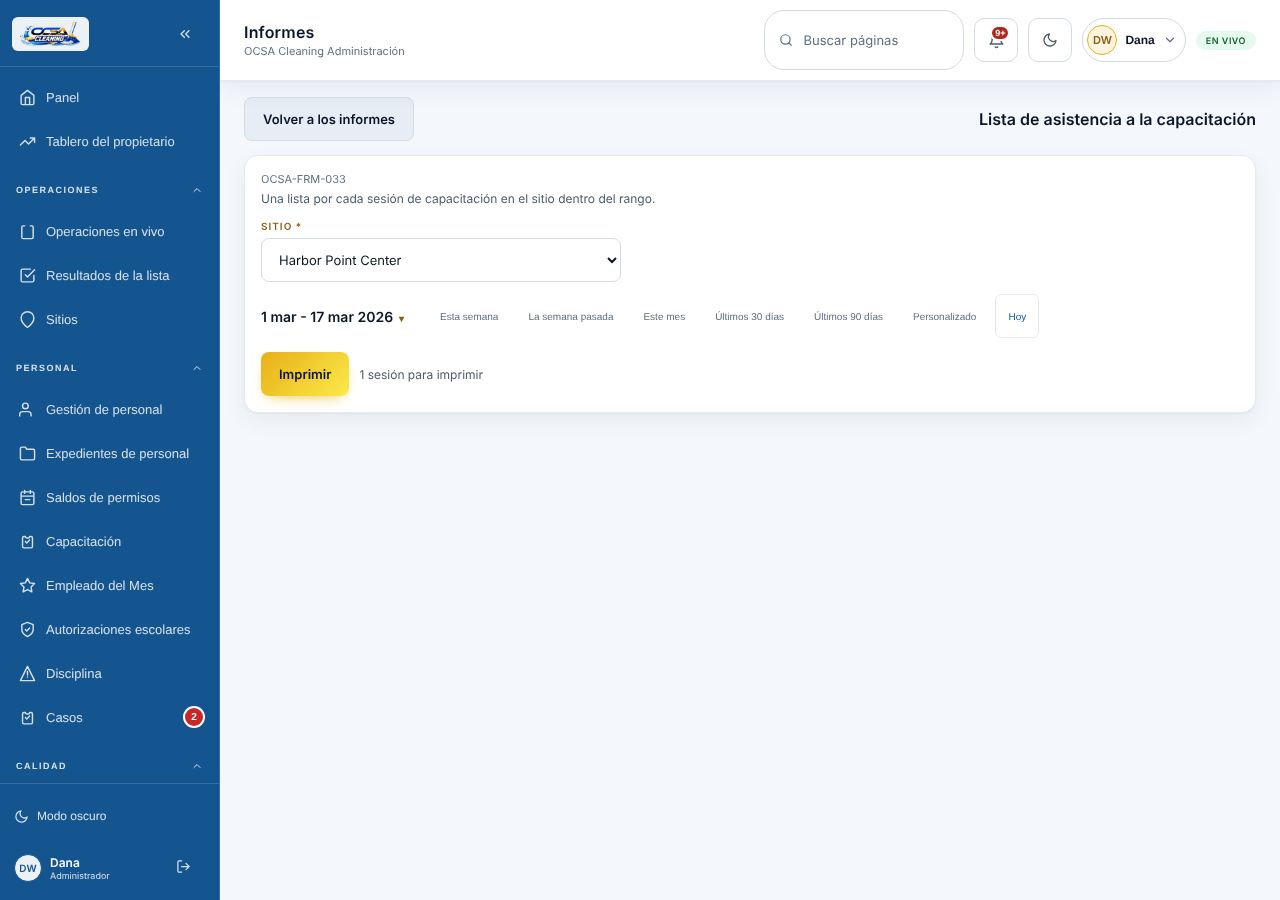 OCSA
CLEANING
Panel
Tablero del propietario
OPERACIONES
Operaciones en vivo
Resultados de la lista
Sitios
PERSONAL
Gestión de personal
Expedientes de personal
Saldos de permisos
Capacitación
Empleado del Mes
Autorizaciones escolares
Disciplina
Casos 2
CALIDAD
Modo oscuro
DW Dana
Administrador
Informes
OCSA Cleaning Administración
Buscar páginas
9+
DW Dana
EN VIVO
Volver a los informes
Lista de asistencia a la capacitación
OCSA-FRM-033
Una lista por cada sesión de capacitación en el sitio dentro del rango.
SITIO *
Harbor Point Center
1 mar - 17 mar 2026 ▾ Esta semana La semana pasada Este mes Últimos 30 días Últimos 90 días Personalizado Hoy
Imprimir 1 sesión para imprimir